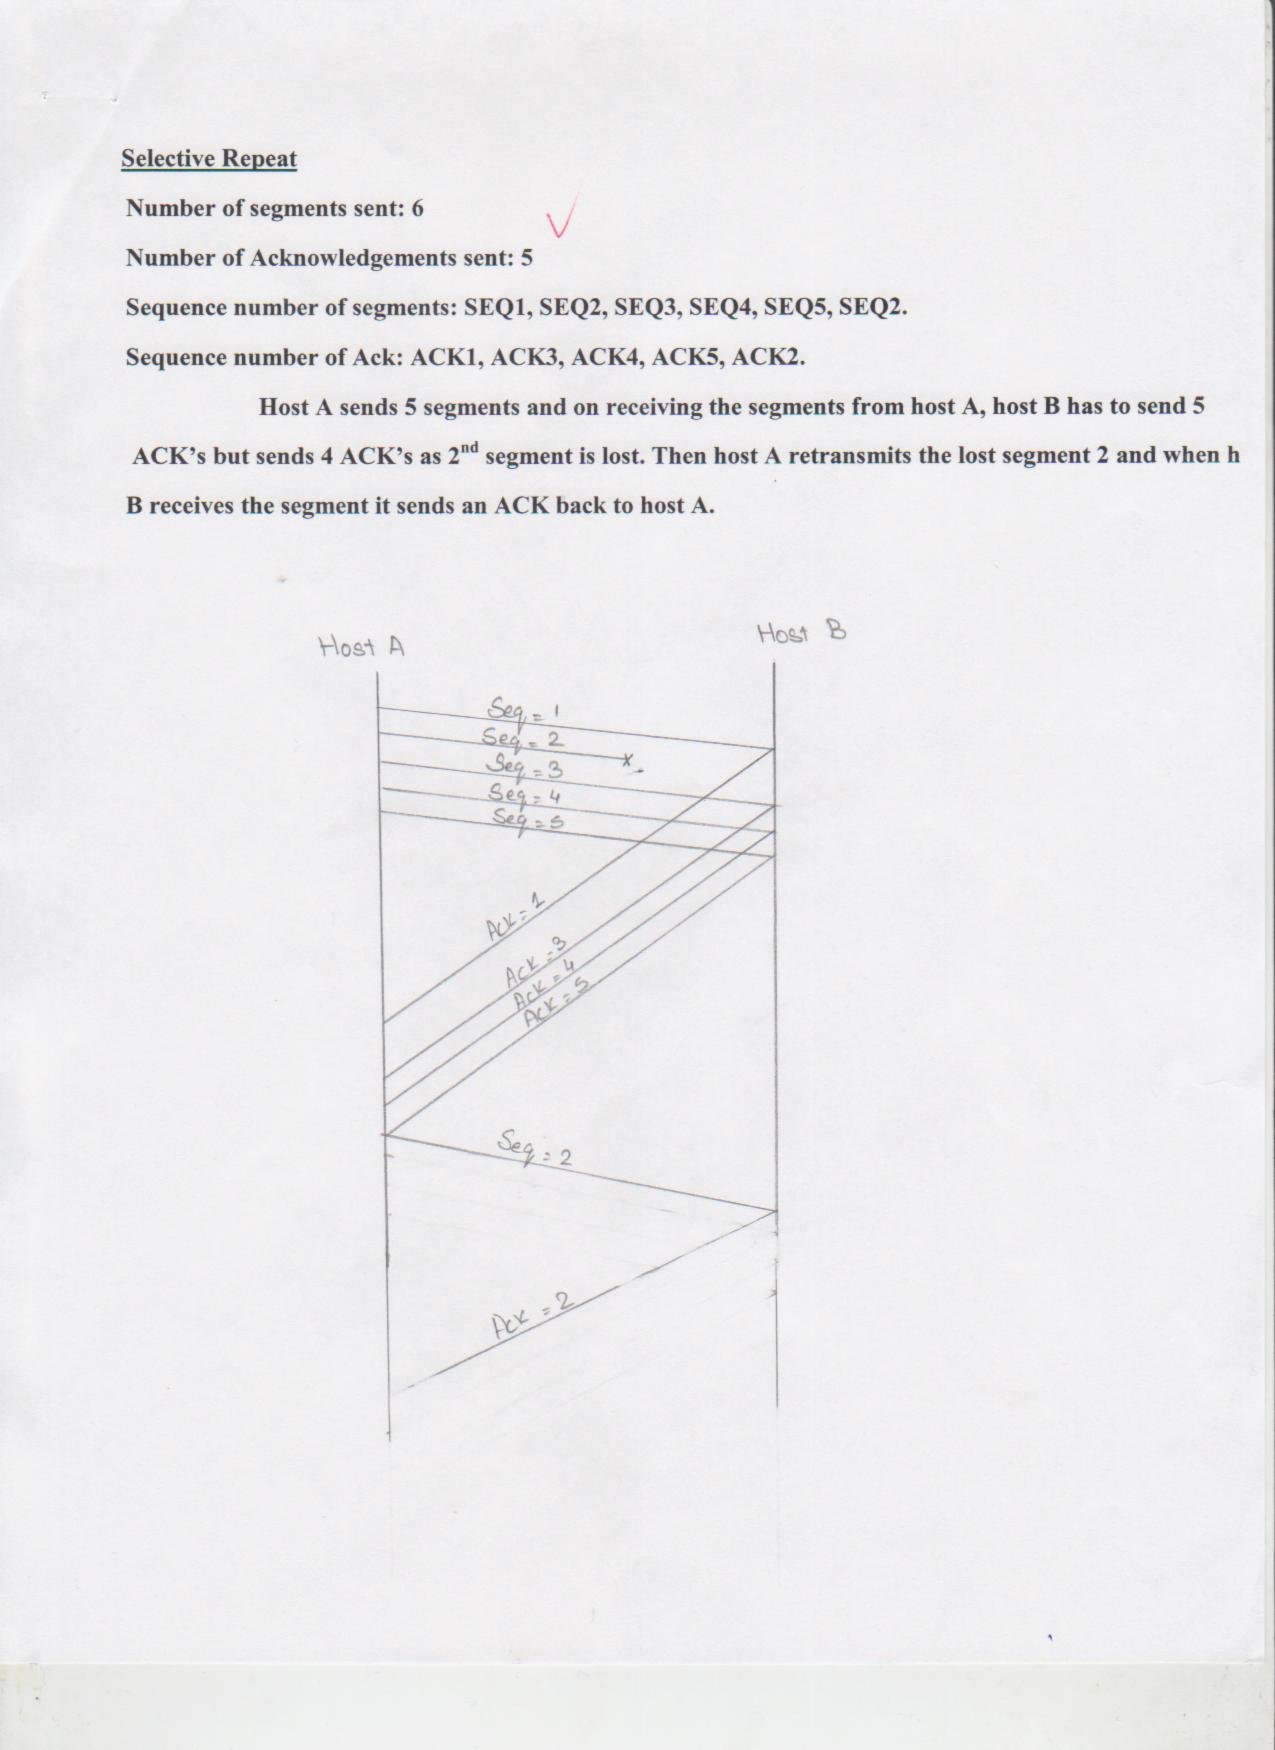 Selective Repeat
Number of segments sent: 6
Number of Acknowledgements sent: 5
Sequence number of segments: SEQ1, SEQ2, SEQ3, SEQ4, SEQ5, SEQ2.
Sequence number of Ack: ACK1, ACK3, ACK4, ACK5, ACK2.
Host A sends 5 segments and on receiving the segments from host A, host B has to send 5
ACK’s but sends 4 ACK’s as 2nd segment is lost. Then host A retransmits the lost segment 2 and when h
B receives the segment it sends an ACK back to host A.
Host A
Host B
Seq = 1
Seq = 2
Seq = 3
Seq = 4
Seq = 5
Ack = 1
Ack = 3
Ack = 4
Ack = 5
Seq = 2
Ack = 2